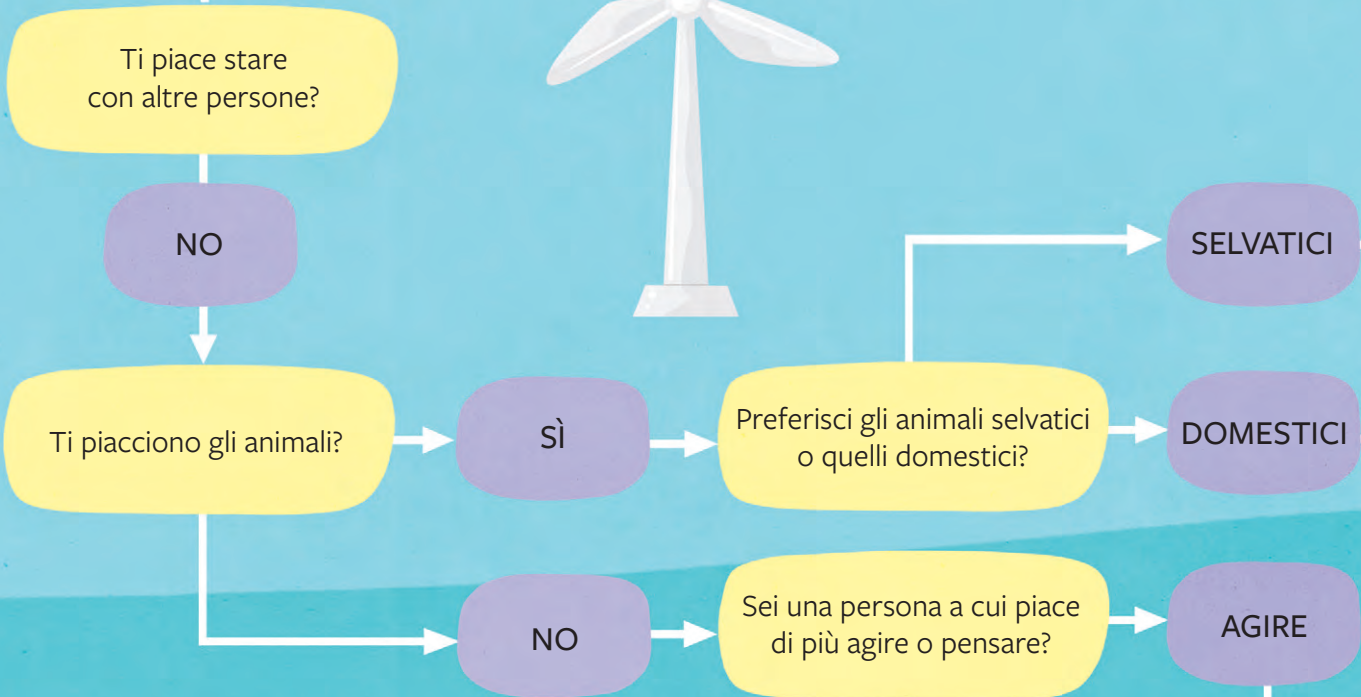 Ti piace stare
con altre persone?
NO
SELVATICI
Ti piacciono gli animali?
SÌ
Preferisci gli animali selvatici
o quelli domestici?
DOMESTICI
NO
Sei una persona a cui piace
di più agire o pensare?
AGIRE